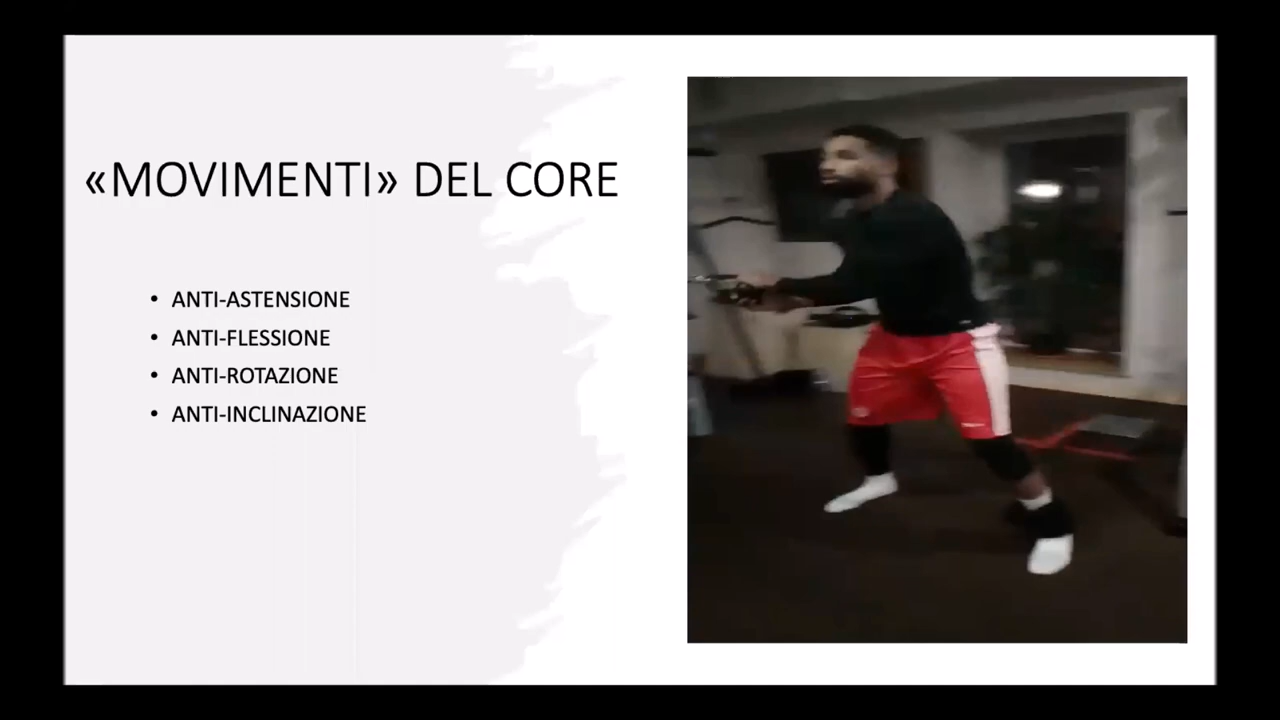 «MOVIMENTI» DEL CORE
• ANTI-ASTENSIONE
• ANTI-FLESSIONE
• ANTI-ROTAZIONE
• ANTI-INCLINAZIONE